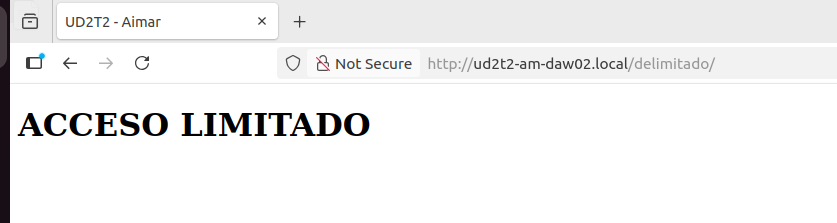 UD2T2 - Aimar
Not Secure http://ud2t2-am-daw02.local/delimitado/
ACCESO LIMITADO